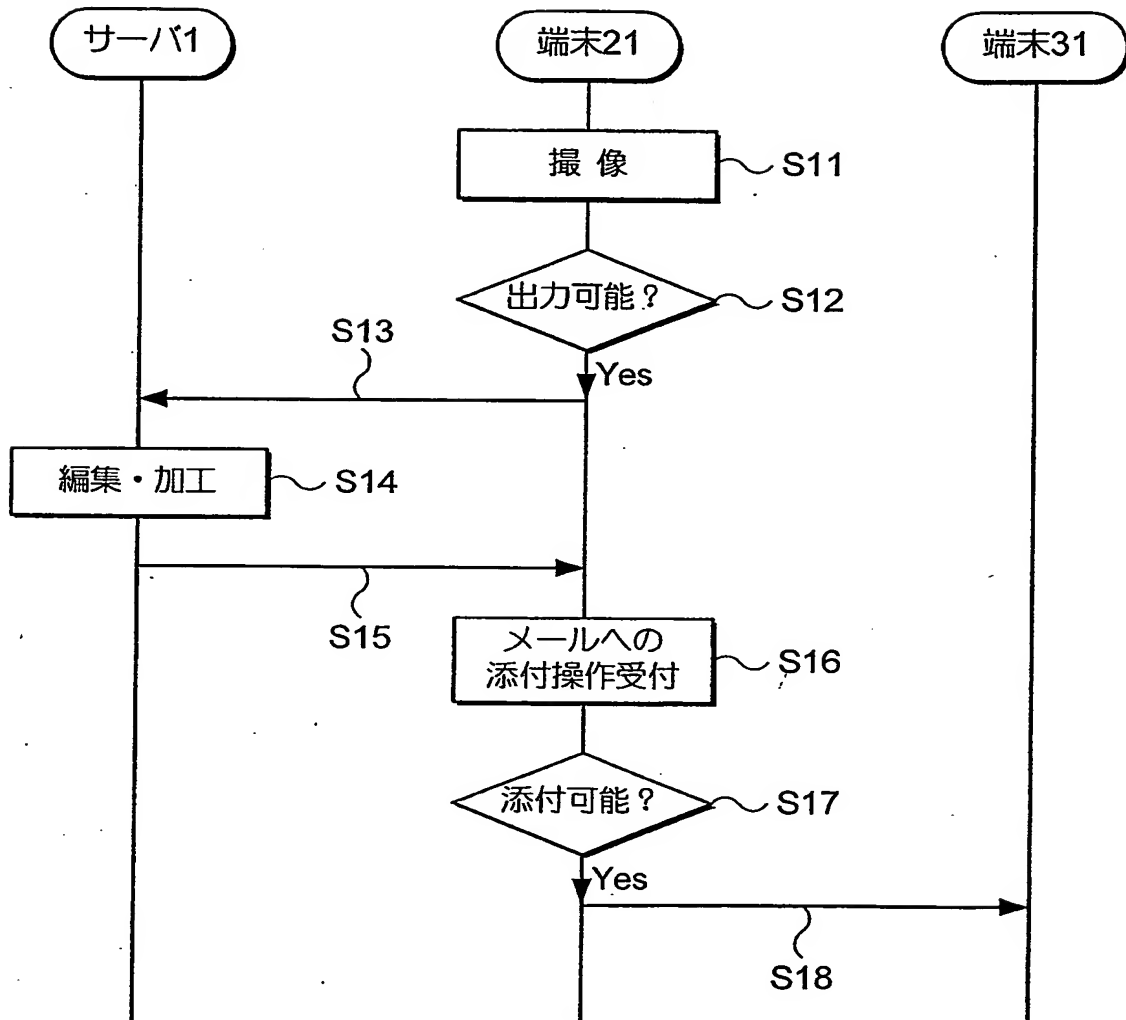 サーバ1
端末21
端末31
撮 像
S11
出力可能?
S12
S13
Yes
編集・加工
S14
S15
メールへの
添付操作受付
S16
添付可能?
S17
Yes
S18